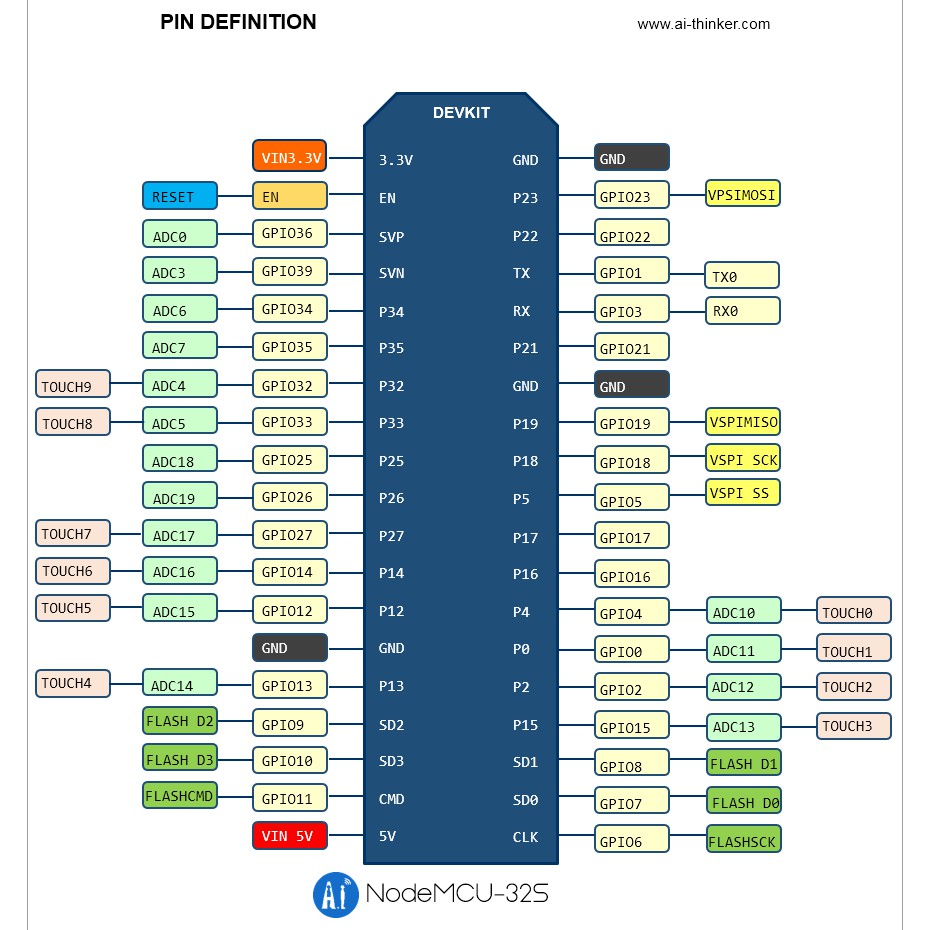 PIN DEFINITION www.ai-thinker.com
DEVKIT
VIN3.3V 3.3V GND GND
RESET EN EN P23 GPIO23 VPSIMOSI
ADC0 GPIO36 SVP P22 GPIO22
ADC3 GPIO39 SVN TX GPIO1 TX0
ADC6 GPIO34 P34 RX GPIO3 RX0
ADC7 GPIO35 P35 P21 GPIO21
TOUCH9 ADC4 GPIO32 P32 GND GND
TOUCH8 ADC5 GPIO33 P33 P19 GPIO19 VSPIMISO
ADC18 GPIO25 P25 P18 GPIO18 VSPI SCK
ADC19 GPIO26 P26 P5 GPIO5 VSPI SS
TOUCH7 ADC17 GPIO27 P27 P17 GPIO17
TOUCH6 ADC16 GPIO14 P14 P16 GPIO16
TOUCH5 ADC15 GPIO12 P12 P4 GPIO4 ADC10 TOUCH0
GND GND P0 GPIO0 ADC11 TOUCH1
TOUCH4 ADC14 GPIO13 P13 P2 GPIO2 ADC12 TOUCH2
FLASH D2 GPIO9 SD2 P15 GPIO15 ADC13 TOUCH3
FLASH D3 GPIO10 SD3 SD1 GPIO8 FLASH D1
FLASHCMD GPIO11 CMD SD0 GPIO7 FLASH D0
VIN 5V 5V CLK GPIO6 FLASHSCK
Ai NodeMCU-32S